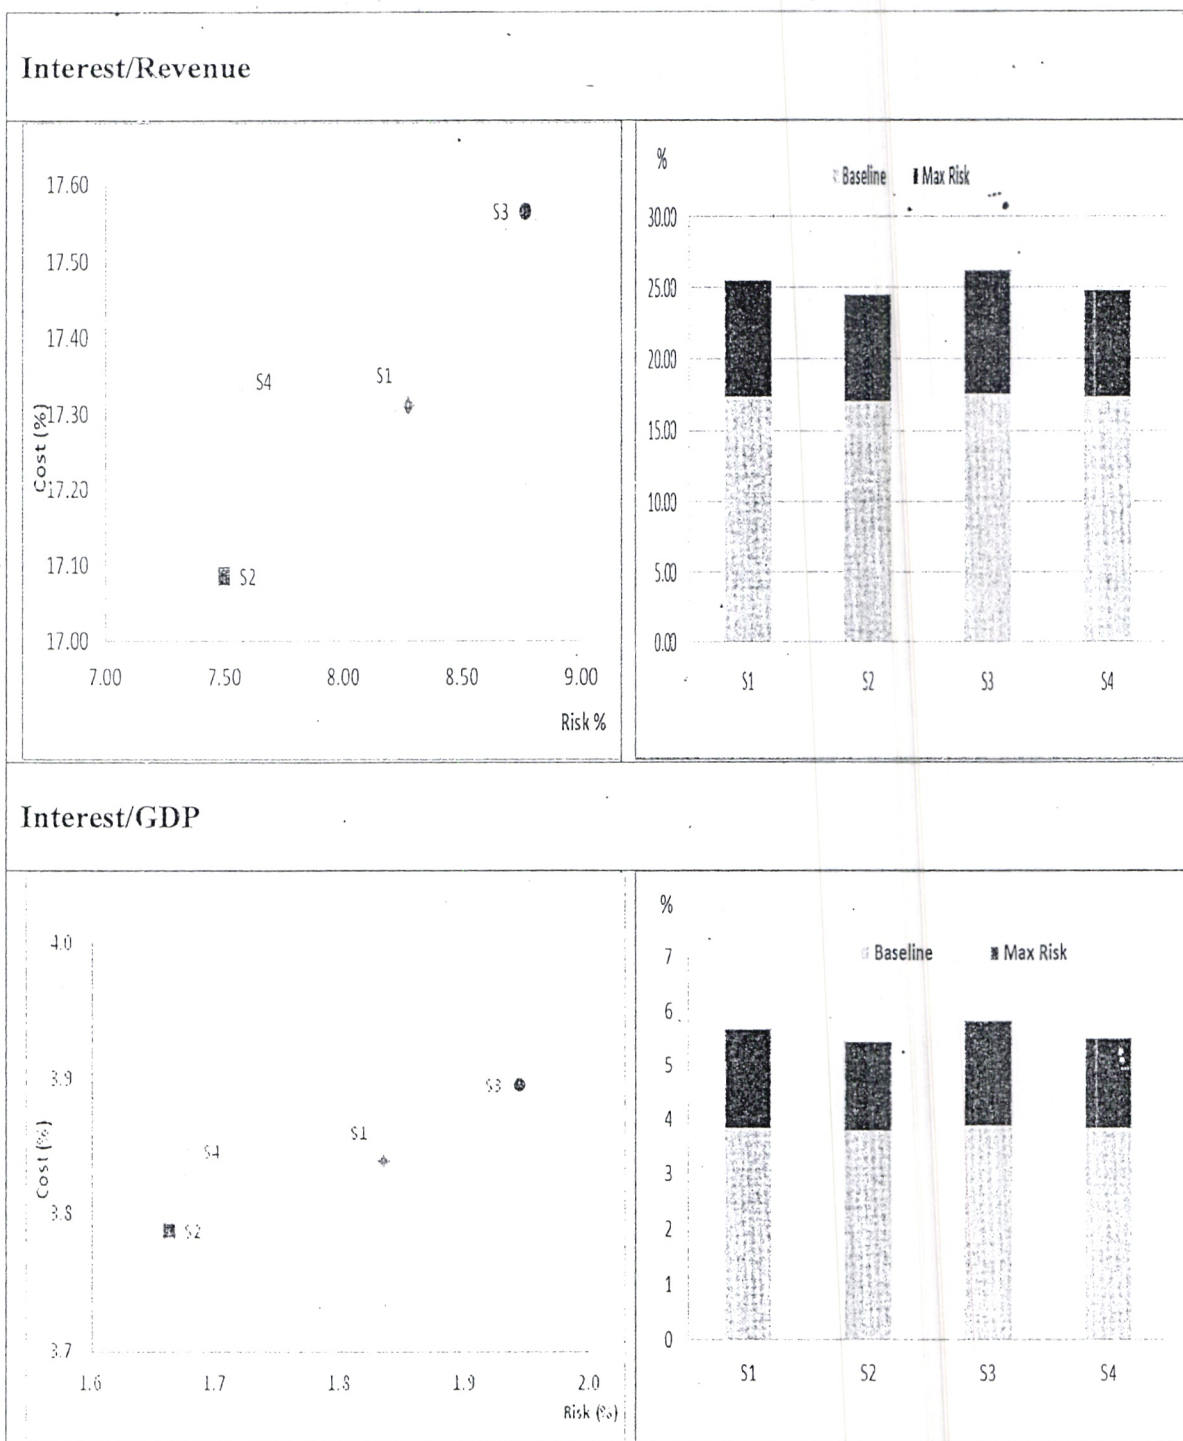 Interest/Revenue
17.60
17.50
17.40
17.30
17.20
17.10
17.00
Cost (%)
S3
S4
S1
S2
7.00 7.50 8.00 8.50 9.00
Risk %
%
Baseline Max Risk
30.00
25.00
20.00
15.00
10.00
5.00
0.00
S1 S2 S3 S4
Interest/GDP
4.0
3.9
3.8
3.7
Cost (%)
S3
S1
S4
S2
1.6 1.7 1.8 1.9 2.0
Risk (%)
%
Baseline Max Risk
7
6
5
4
3
2
1
0
S1 S2 S3 S4